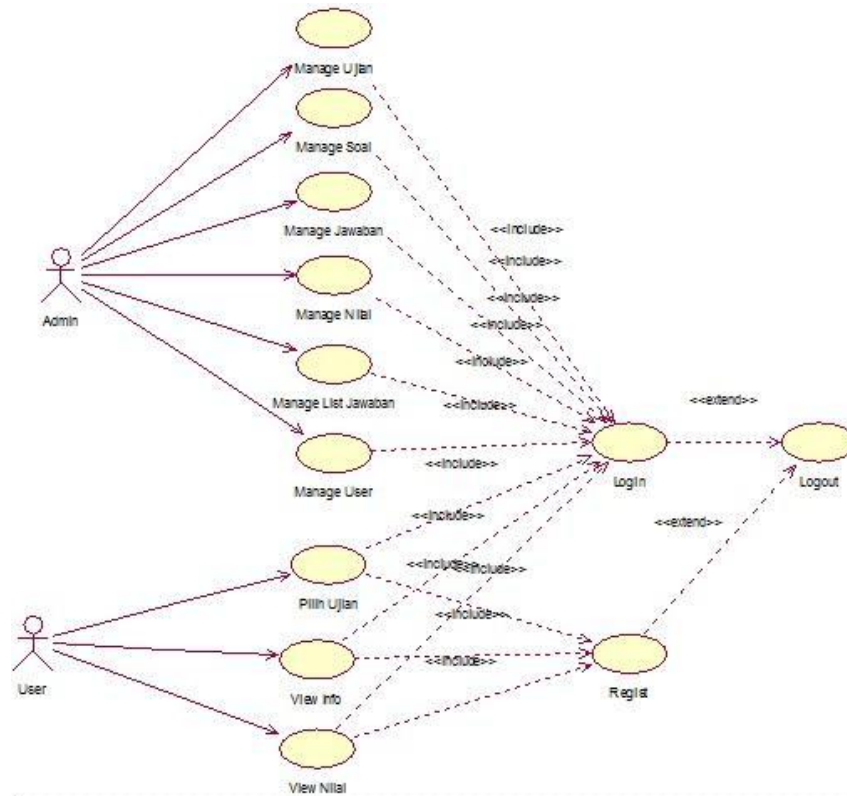 Manage Ujian
Manage Soal
Manage Jawaban
<<include>>
<<include>>
Manage Nilai
<<include>>
Admin
<<include>>
<<include>>
Manage List Jawaban
<<include>>
<<extend>>
Manage User
<<include>>
Login
Logout
<<include>>
<<extend>>
<<include>>
<<include>>
Pilih Ujian
<<include>>
User
View Info
<<include>>
Regist
View Nilai